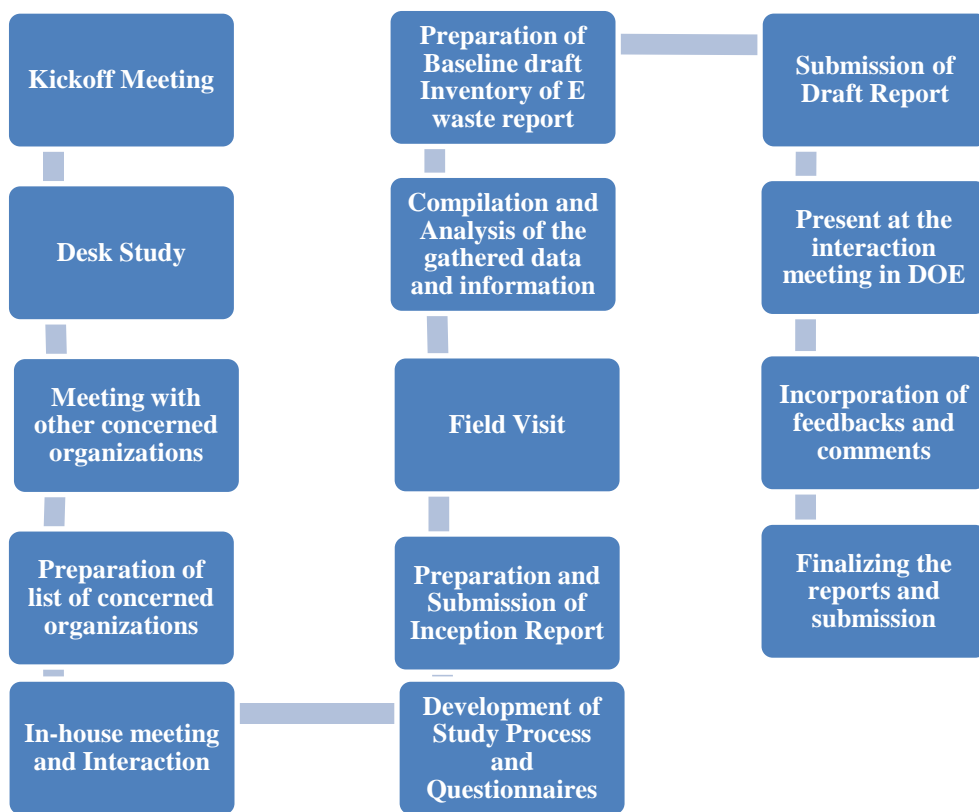 Kickoff Meeting
Desk Study
Meeting with
other concerned
organizations
Preparation of
list of concerned
organizations
In-house meeting
and Interaction
Development of
Study Process
and
Questionnaires
Preparation and
Submission of
Inception Report
Field Visit
Compilation and
Analysis of the
gathered data
and information
Preparation of
Baseline draft
Inventory of E
waste report
Submission of
Draft Report
Present at the
interaction
meeting in DOE
Incorporation of
feedbacks and
comments
Finalizing the
reports and
submission